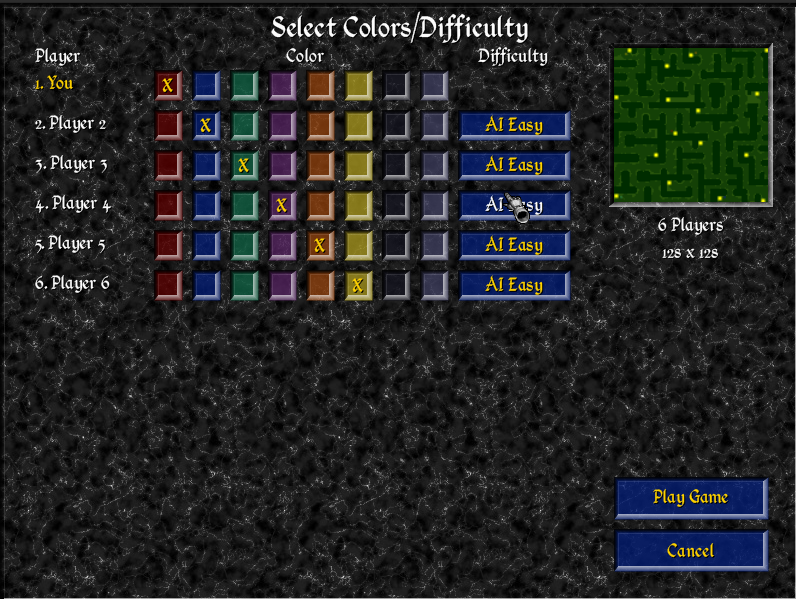 Select Colors/Difficulty
Player Color Difficulty
1. You X
2. Player 2 X AI Easy
3. Player 3 X AI Easy
4. Player 4 X AI Easy
5. Player 5 X AI Easy
6. Player 6 X AI Easy
6 Players
128 x 128
Play Game
Cancel